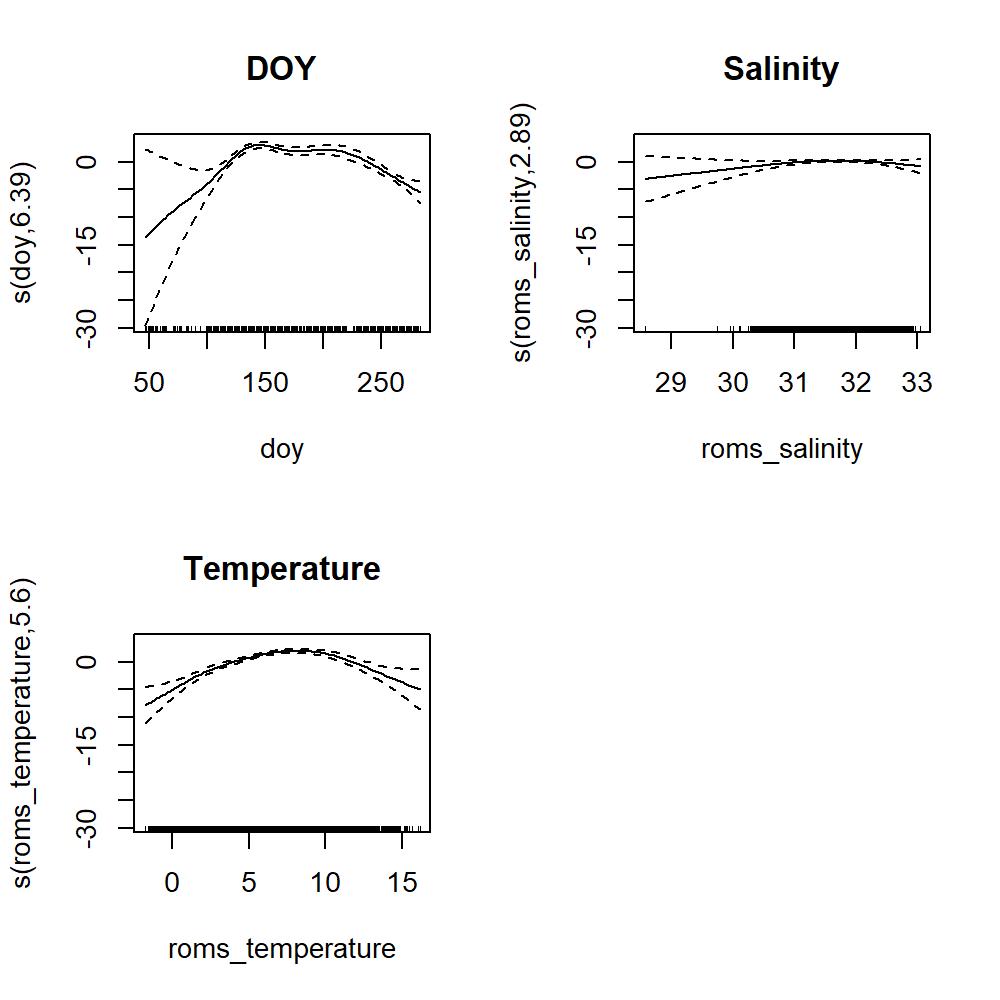 DOY
s(doy,6.39)
0
-15
-30
50 150 250
doy
Salinity
s(roms_salinity,2.89)
0
-15
-30
29 30 31 32 33
roms_salinity
Temperature
s(roms_temperature,5.6)
0
-15
-30
0 5 10 15
roms_temperature